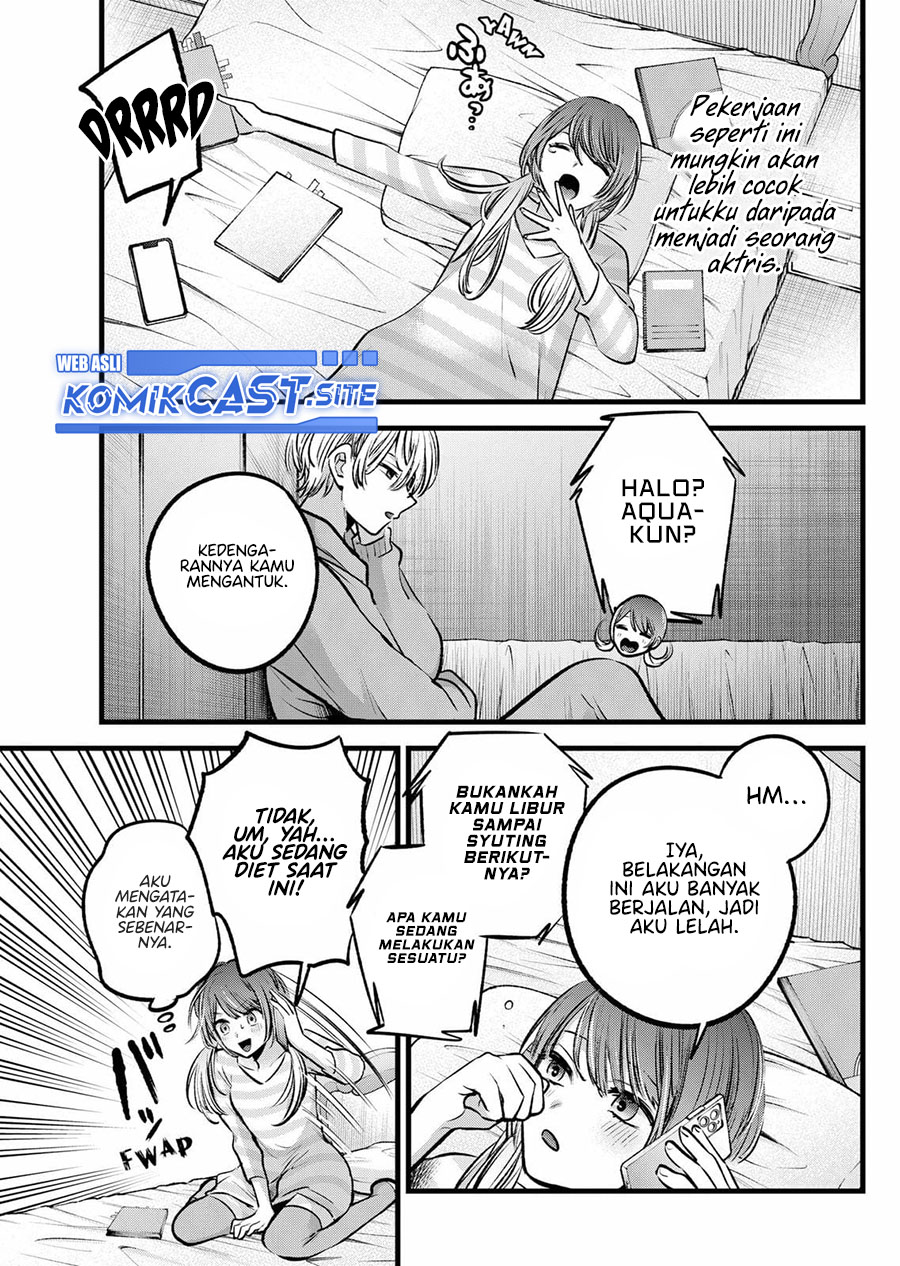 YAWN
ふあ…?
Pekerjaan
seperti ini
mungkin akan
lebih cocok
untukku daripada
menjadi seorang
aktris.
DRRRD
WEB ASLI
KOMIKCAST.SITE
HALO?
AQUA-
KUN?
KEDENGA-
RANNYA KAMU
MENGANTUK.
HM...
IYA,
BELAKANGAN
INI AKU BANYAK
BERJALAN, JADI
AKU LELAH.
BUKANKAH
KAMU LIBUR
SAMPAI
SYUTING
BERIKUT-
NYA?
APA KAMU
SEDANG
MELAKUKAN
SESUATU?
TIDAK,
UM, YAH...
AKU SEDANG
DIET SAAT
INI!
AKU
MENGATA-
KAN YANG
SEBENAR-
NYA.
バッ
FWAP